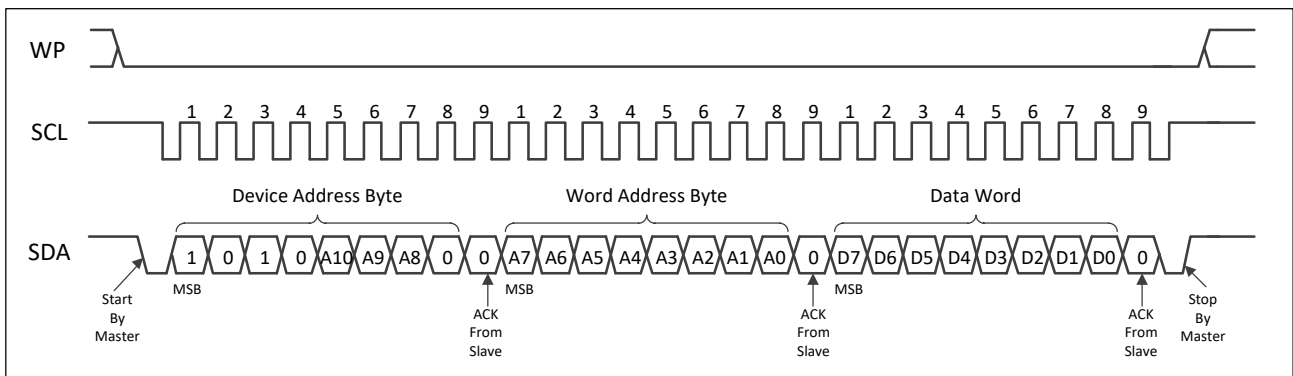 WP
1 2 3 4 5 6 7 8 9 1 2 3 4 5 6 7 8 9 1 2 3 4 5 6 7 8 9
SCL
Device Address Byte Word Address Byte Data Word
SDA
1 0 1 0 A10 A9 A8 0 0 A7 A6 A5 A4 A3 A2 A1 A0 0 D7 D6 D5 D4 D3 D2 D1 D0 0
MSB MSB MSB
Start
By
Master
ACK
From
Slave
ACK
From
Slave
ACK
From
Slave
Stop
By
Master